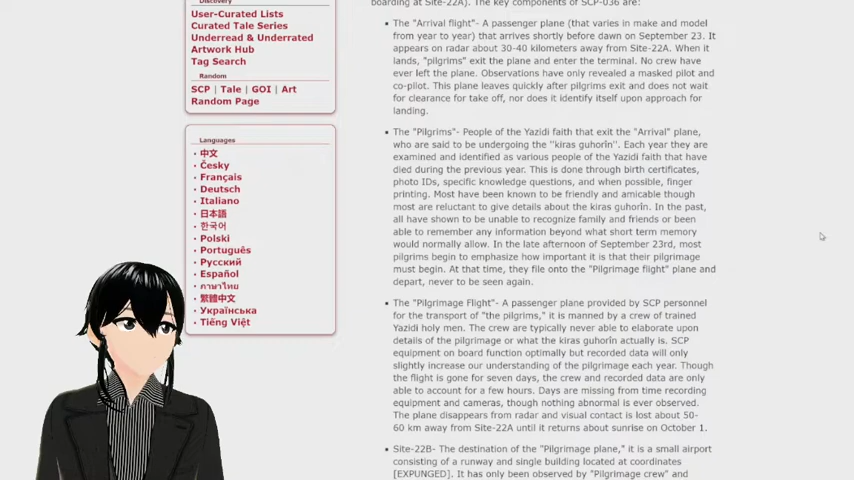 Discovery
User-Curated Lists
Curated Tale Series
Underread & Underrated
Artwork Hub
Tag Search
Random
SCP | Tale | GOI | Art
Random Page
Languages
中文
Česky
Français
Deutsch
Italiano
日本語
한국어
Polski
Português
Русский
Español
ภาษาไทย
繁體中文
Українська
Tiếng Việt
boarding at Site-22A). The key components of SCP-036 are:
The "Arrival flight"- A passenger plane (that varies in make and model
from year to year) that arrives shortly before dawn on September 23. It
appears on radar about 30-40 kilometers away from Site-22A. When it
lands, "pilgrims" exit the plane and enter the terminal. No crew have
ever left the plane. Observations have only revealed a masked pilot and
co-pilot. This plane leaves quickly after pilgrims exit and does not wait
for clearance for take off, nor does it identify itself upon approach for
landing.
The "Pilgrims"- People of the Yazidi faith that exit the "Arrival" plane,
who are said to be undergoing the "kiras guhorîn". Each year they are
examined and identified as various people of the Yazidi faith that have
died during the previous year. This is done through birth certificates,
photo IDs, specific knowledge questions, and when possible, finger
printing. Most have been known to be friendly and amicable though
most are reluctant to give details about the kiras guhorîn. In the past,
all have shown to be unable to recognize family and friends or been
able to remember any information beyond what short term memory
would normally allow. In the late afternoon of September 23rd, most
pilgrims begin to emphasize how important it is that their pilgrimage
must begin. At that time, they file onto the "Pilgrimage flight" plane and
depart, never to be seen again.
The "Pilgrimage Flight"- A passenger plane provided by SCP personnel
for the transport of "the pilgrims," it is manned by a crew of trained
Yazidi holy men. The crew are typically never able to elaborate upon
details of the pilgrimage or what the kiras guhorîn actually is. SCP
equipment on board function optimally but recorded data will only
slightly increase our understanding of the pilgrimage each year. Though
the flight is gone for seven days, the crew and recorded data are only
able to account for a few hours. Days are missing from time recording
equipment and cameras, though nothing abnormal is ever observed.
The plane disappears from radar and visual contact is lost about 50-
60 km away from Site-22A until it returns about sunrise on October 1.
Site-22B- The destination of the "Pilgrimage plane," it is a small airport
consisting of a runway and single building located at coordinates
[EXPUNGED]. It has only been observed by "Pilgrimage crew" and